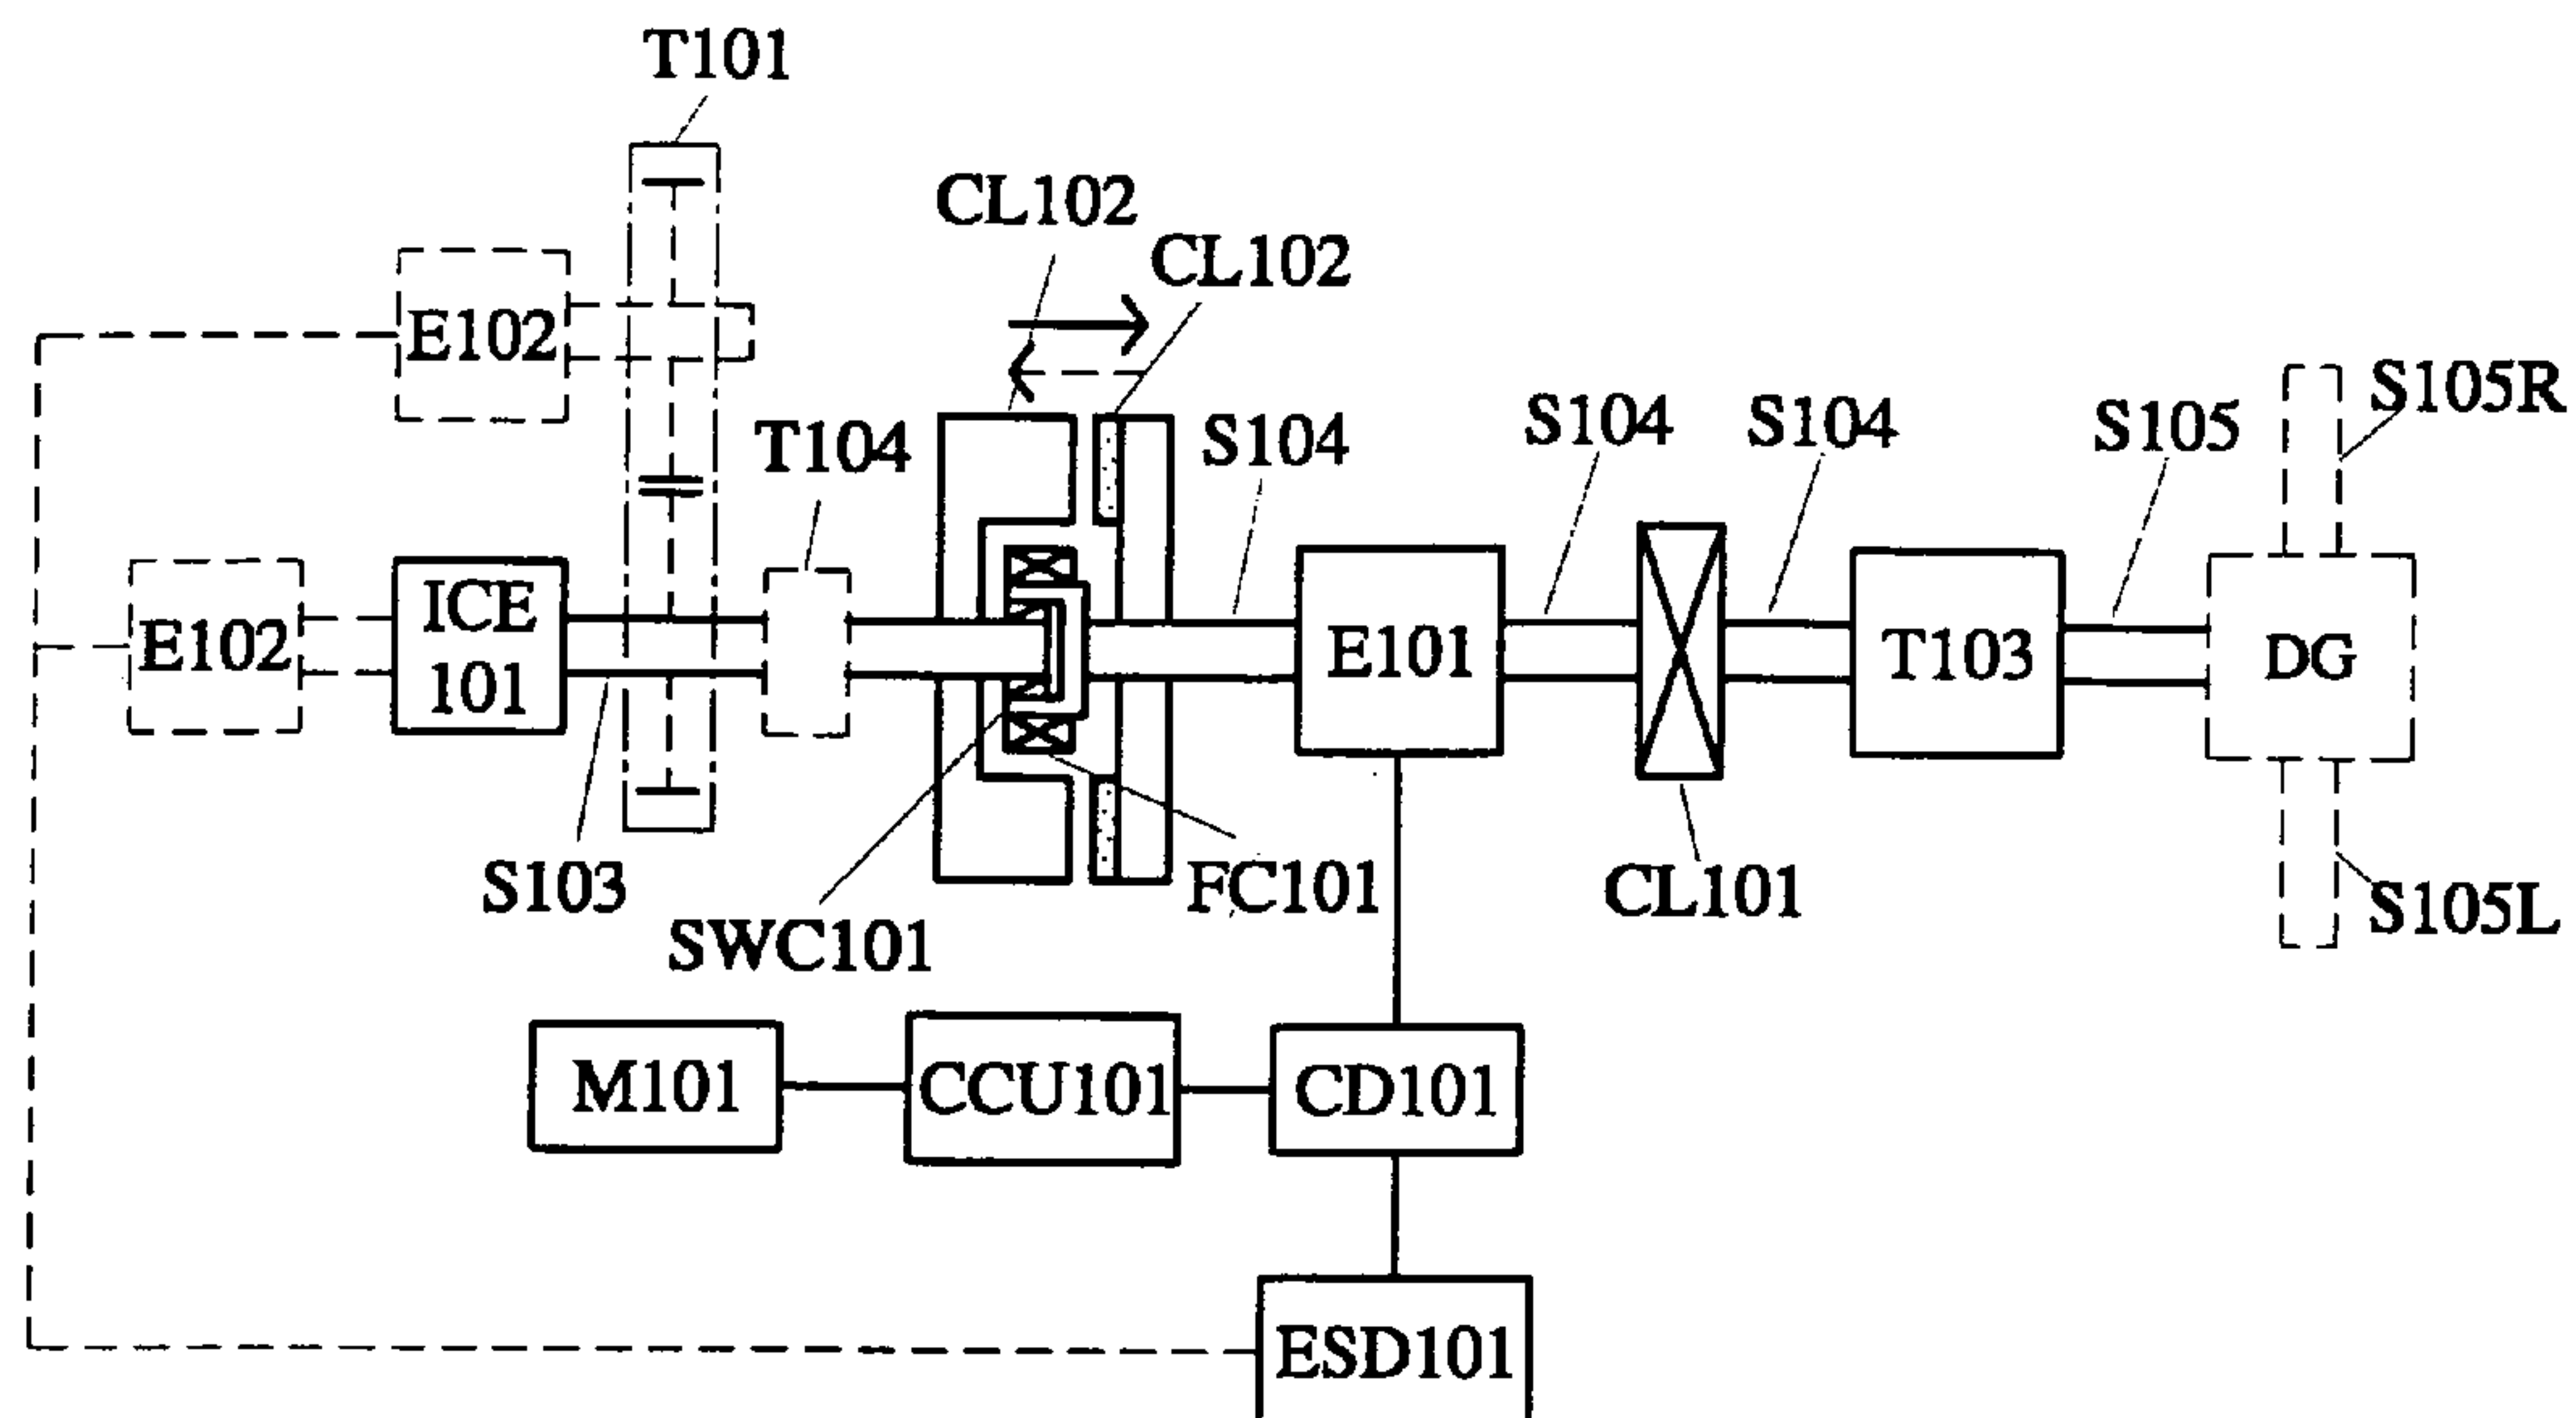 T101
CL102
CL102
E102
S105R
T104
S104
S104
S104
S105
E102
ICE
101
E101
T103
DG
S103
FC101
CL101
S105L
SWC101
M101
CCU101
CD101
ESD101